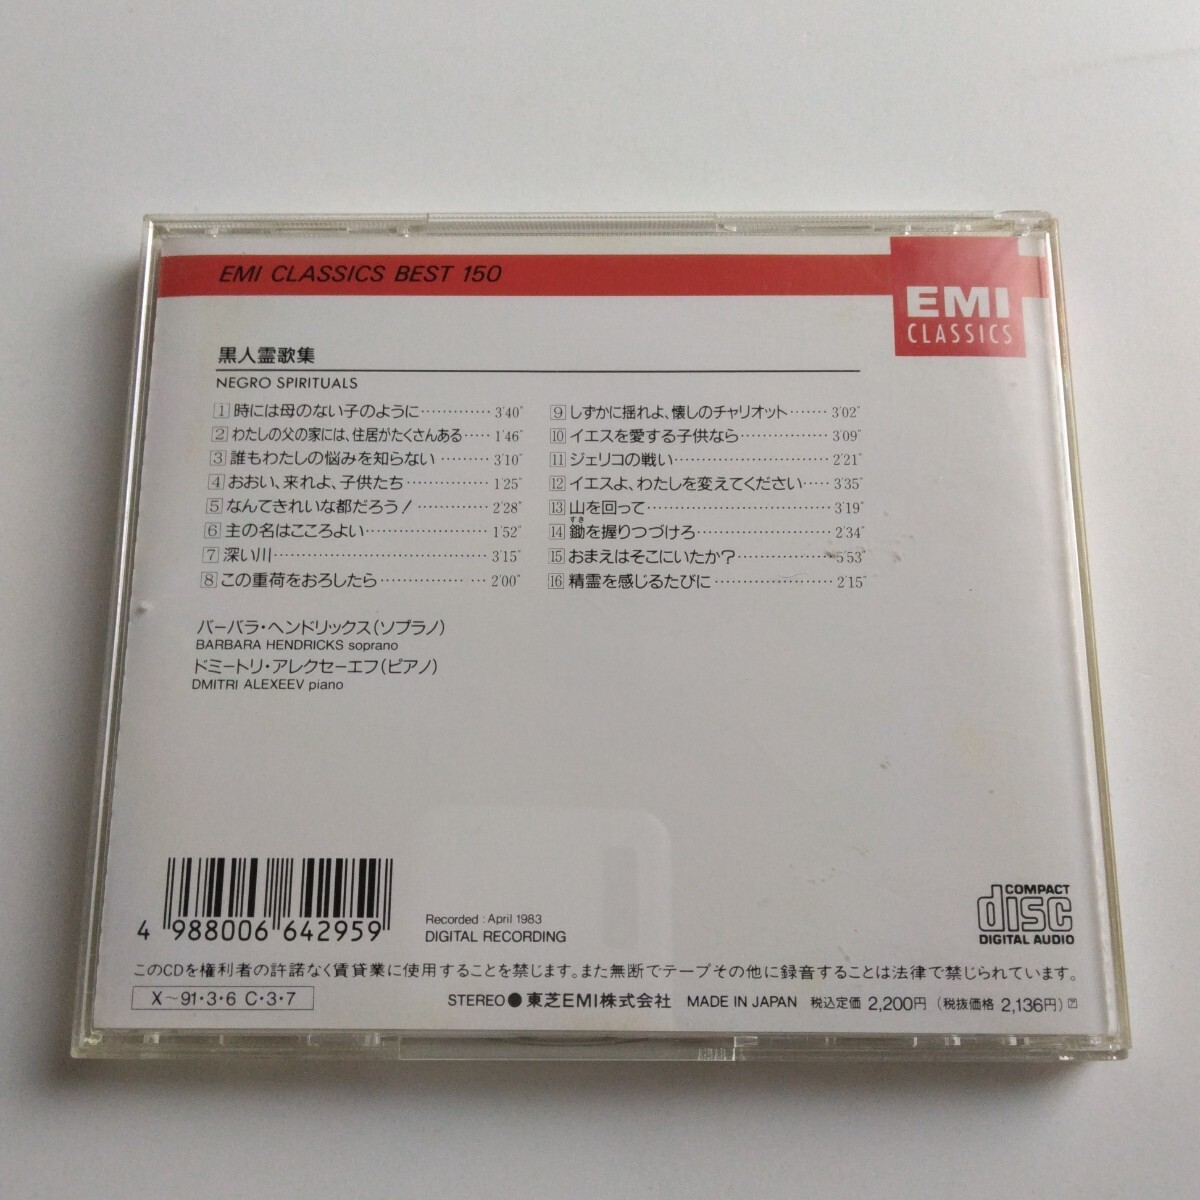 EMI CLASSICS BEST 150
EMI
CLASSICS
黒人霊歌集
NEGRO SPIRITUALS
1 時には母のない子のように············ 3'40"
2 わたしの父の家には、住居がたくさんある····· 1'46"
3 誰もわたしの悩みを知らない ········· 3'10"
4 おおい、来れよ、子供たち·············· 1'25"
5 なんてきれいな都だろう! ············ 2'28"
6 主の名はこころよい····················· 1'52"
7 深い川···································· 3'15"
8 この重荷をおろしたら·············· ··· 2'00"
9 しずかに揺れよ、懐しのチャリオット······ 3'02"
10 イエスを愛する子供なら··············· 3'09"
11 ジェリコの戦い·························· 2'21"
12 イエスよ、わたしを変えてください····· 3'35"
13 山を回って······························ 3'19"
すき
14 鋤を握りつづけろ······················ 2'34"
15 おまえはそこにいたか?················ 5'53"
16 精霊を感じるたびに···················· 2'15"
バーバラ・ヘンドリックス(ソプラノ)
BARBARA HENDRICKS soprano
ドミートリ・アレクセーエフ(ピアノ)
DMITRI ALEXEEV piano
4 988006 642959
Recorded : April 1983
DIGITAL RECORDING
COMPACT
disc
DIGITAL AUDIO
このCDを権利者の許諾なく賃貸業に使用することを禁じます。また無断でテープその他に録音することは法律で禁じられています。
X～91・3・6 C・3・7
STEREO●東芝EMI株式会社 MADE IN JAPAN 税込定価 2,200円 (税抜価格 2,136円)